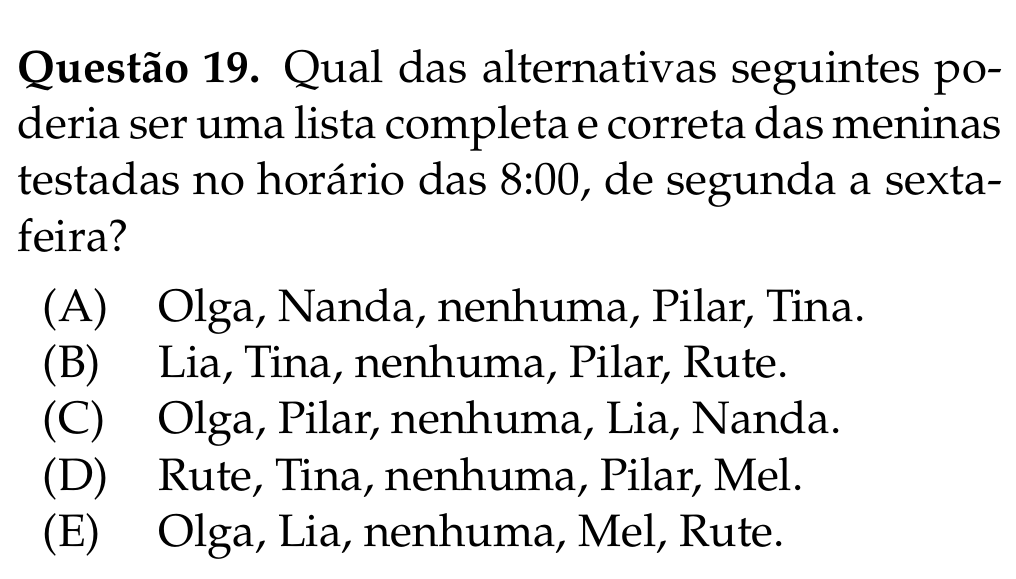 Questão 19. Qual das alternativas seguintes po-
deria ser uma lista completa e correta das meninas
testadas no horário das 8:00, de segunda a sexta-
feira?
(A) Olga, Nanda, nenhuma, Pilar, Tina.
(B) Lia, Tina, nenhuma, Pilar, Rute.
(C) Olga, Pilar, nenhuma, Lia, Nanda.
(D) Rute, Tina, nenhuma, Pilar, Mel.
(E) Olga, Lia, nenhuma, Mel, Rute.